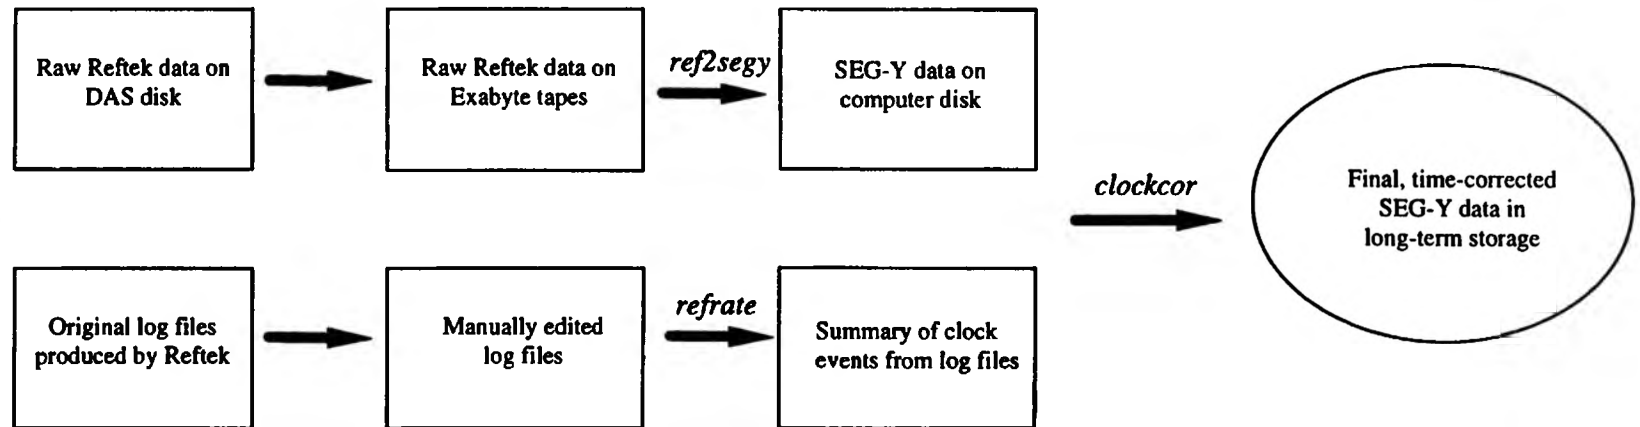 Raw Reftek data on
DAS disk
Raw Reftek data on
Exabyte tapes
ref2segy
SEG-Y data on
computer disk
clockcor
Final, time-corrected
SEG-Y data in
long-term storage
Original log files
produced by Reftek
Manually edited
log files
refrate
Summary of clock
events from log files